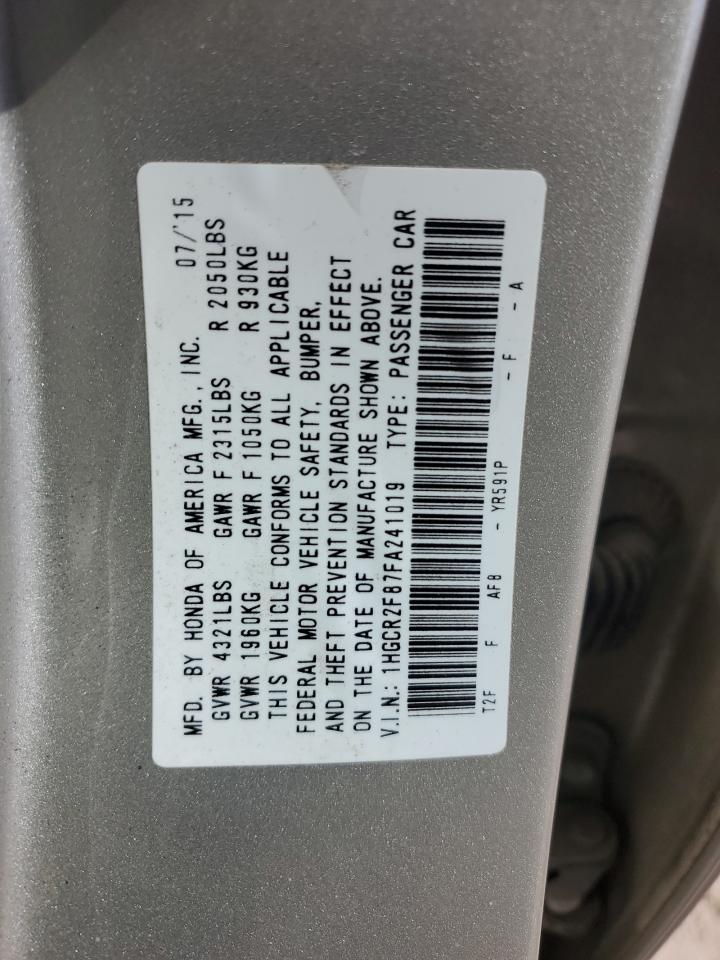 MFD. BY HONDA OF AMERICA MFG., INC. 07/'15
GVWR 4321LBS GAWR F 2315LBS R 2050LBS
GVWR 1960KG GAWR F 1050KG R 930KG
THIS VEHICLE CONFORMS TO ALL APPLICABLE
FEDERAL MOTOR VEHICLE SAFETY, BUMPER,
AND THEFT PREVENTION STANDARDS IN EFFECT
ON THE DATE OF MANUFACTURE SHOWN ABOVE.
V.I.N.: 1HGCR2F87FA241019 TYPE: PASSENGER CAR
T2F F AF8 - YR591P - F - A